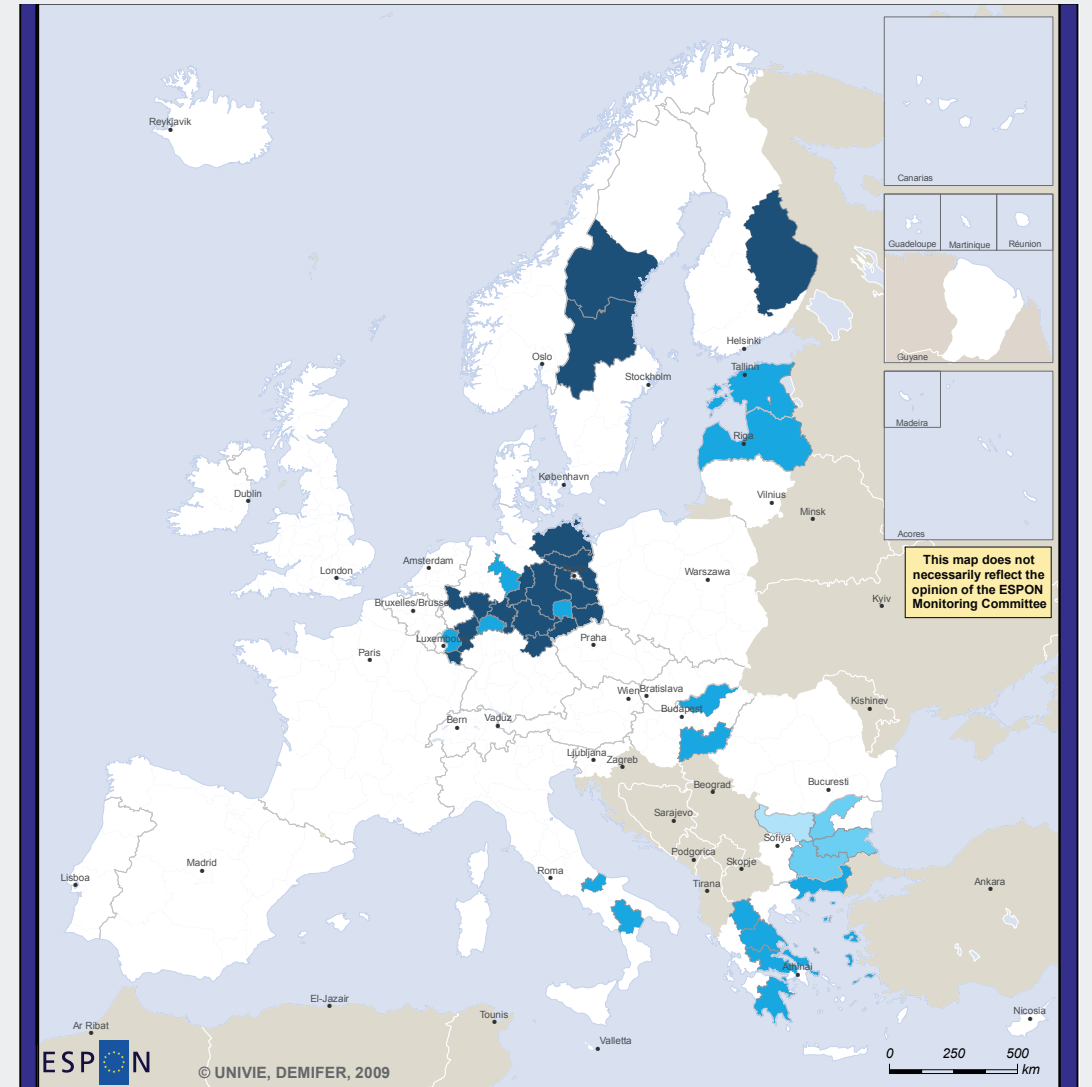 Reykjavik
Canarias
Guadeloupe
Martinique
Réunion
Guyane
Madeira
Acores
This map does not
necessarily reflect the
opinion of the ESPON
Monitoring Committee
Oslo
Helsinki
Tallinn
Stockholm
Riga
København
Vilnius
Minsk
Dublin
Amsterdam
London
Warszawa
Bruxelles/Brusse
Kyiv
Luxembou
Praha
Paris
Wien
Bratislava
Budapest
Kishinev
Bern
Vaduz
Ljubljana
Zagreb
Beograd
Bucuresti
Sarajevo
Sofiya
Podgorica
Skopje
Madrid
Roma
Tirana
Ankara
Lisboa
Athinai
El-Jazair
Tounis
Nicosia
Ar Ribat
Valletta
ESPON
© UNIVIE, DEMIFER, 2009
0 250 500
km